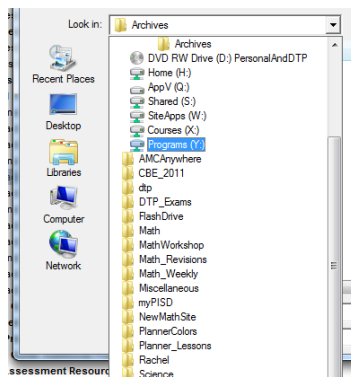 Look in: Archives
Archives
DVD RW Drive (D:) PersonalAndDTP
Home (H:)
AppV (Q:)
Shared (S:)
SiteApps (W:)
Courses (X:)
Programs (Y:)
AMCAnywhere
CBE_2011
dtp
DTP_Exams
FlashDrive
Math
MathWorkshop
Math_Revisions
Math_Weekly
Miscellaneous
myPISD
NewMathSite
PlannerColors
Planner_Lessons
Rachel
Science
Recent Places
Desktop
Libraries
Computer
Network